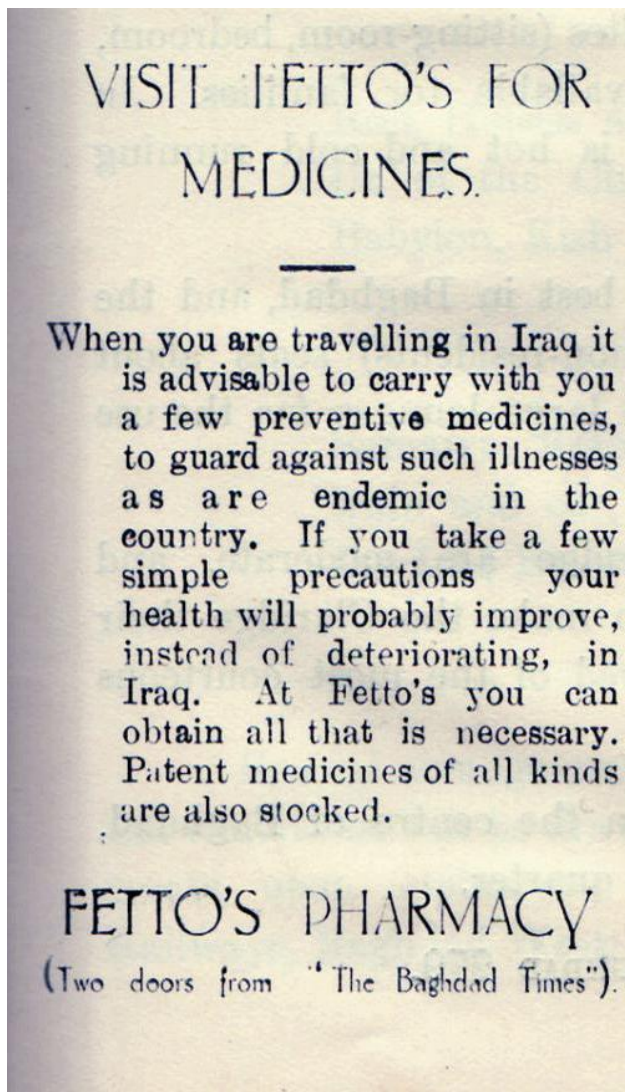 VISIT FETTO'S FOR
MEDICINES.
When you are travelling in Iraq it
is advisable to carry with you
a few preventive medicines,
to guard against such illnesses
as are endemic in the
country. If you take a few
simple precautions your
health will probably improve,
instead of deteriorating, in
Iraq. At Fetto's you can
obtain all that is necessary.
Patent medicines of all kinds
are also stocked.
FETTO'S PHARMACY
(Two doors from "The Baghdad Times").